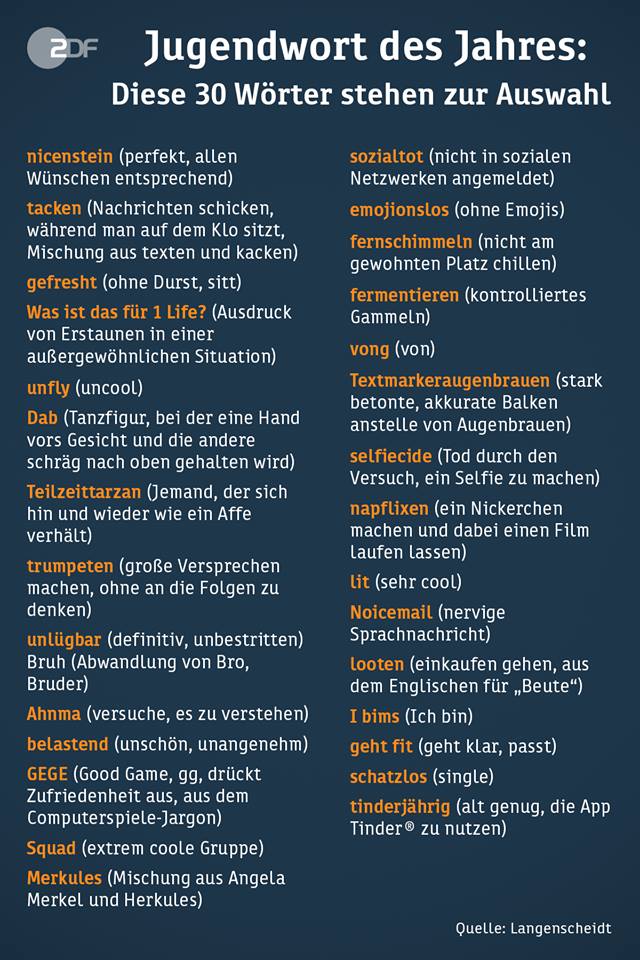 ZDF
Jugendwort des Jahres:
Diese 30 Wörter stehen zur Auswahl
nicenstein (perfekt, allen
Wünschen entsprechend)
tacken (Nachrichten schicken,
während man auf dem Klo sitzt,
Mischung aus texten und kacken)
gefresht (ohne Durst, sitt)
Was ist das für 1 Life? (Ausdruck
von Erstaunen in einer
außergewöhnlichen Situation)
unfly (uncool)
Dab (Tanzfigur, bei der eine Hand
vors Gesicht und die andere
schräg nach oben gehalten wird)
Teilzeittarzan (Jemand, der sich
hin und wieder wie ein Affe
verhält)
trumpeten (große Versprechen
machen, ohne an die Folgen zu
denken)
unlügbar (definitiv, unbestritten)
Bruh (Abwandlung von Bro,
Bruder)
Ahnma (versuche, es zu verstehen)
belastend (unschön, unangenehm)
GEGE (Good Game, gg, drückt
Zufriedenheit aus, aus dem
Computerspiele-Jargon)
Squad (extrem coole Gruppe)
Merkules (Mischung aus Angela
Merkel und Herkules)
sozialtot (nicht in sozialen
Netzwerken angemeldet)
emojionslos (ohne Emojis)
fernschimmeln (nicht am
gewohnten Platz chillen)
fermentieren (kontrolliertes
Gammeln)
vong (von)
Textmarkeraugenbrauen (stark
betonte, akkurate Balken
anstelle von Augenbrauen)
selfiecide (Tod durch den
Versuch, ein Selfie zu machen)
napflixen (ein Nickerchen
machen und dabei einen Film
laufen lassen)
lit (sehr cool)
Noicemail (nervige
Sprachnachricht)
looten (einkaufen gehen, aus
dem Englischen für „Beute“)
I bims (Ich bin)
geht fit (geht klar, passt)
schatzlos (single)
tinderjährig (alt genug, die App
Tinder® zu nutzen)
Quelle: Langenscheidt